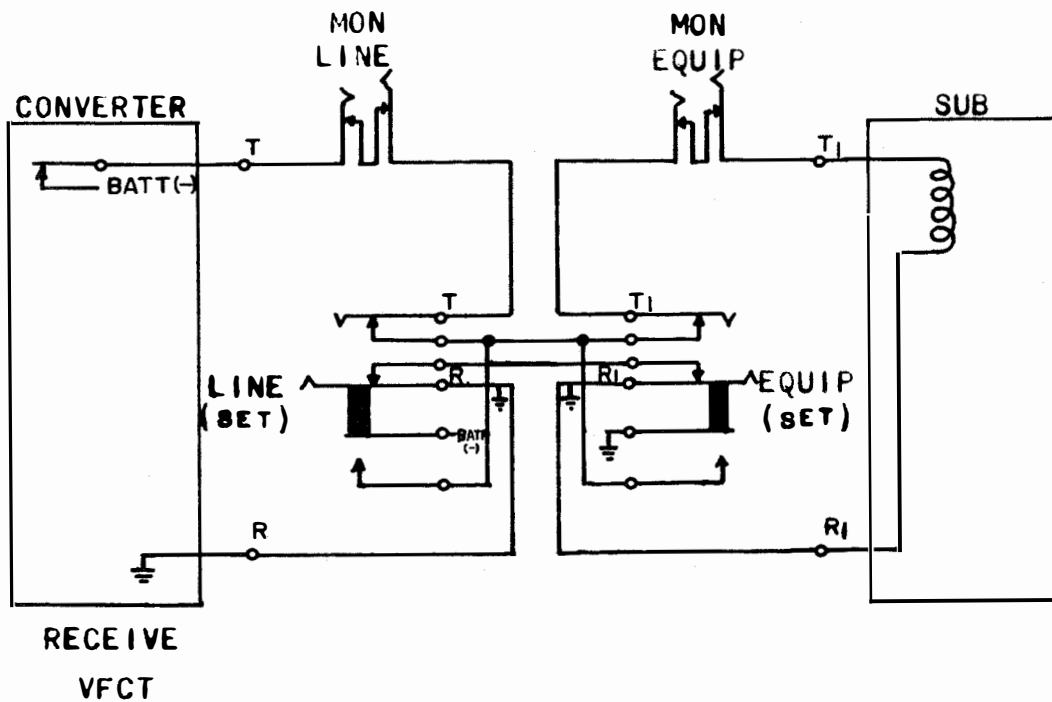 MON
LINE
MON
EQUIP
CONVERTER
SUB
T
T1
BATT (-)
T
T1
R
R1
LINE
(SET)
EQUIP
(SET)
BATT
(-)
R
R1
RECEIVE
VFCT